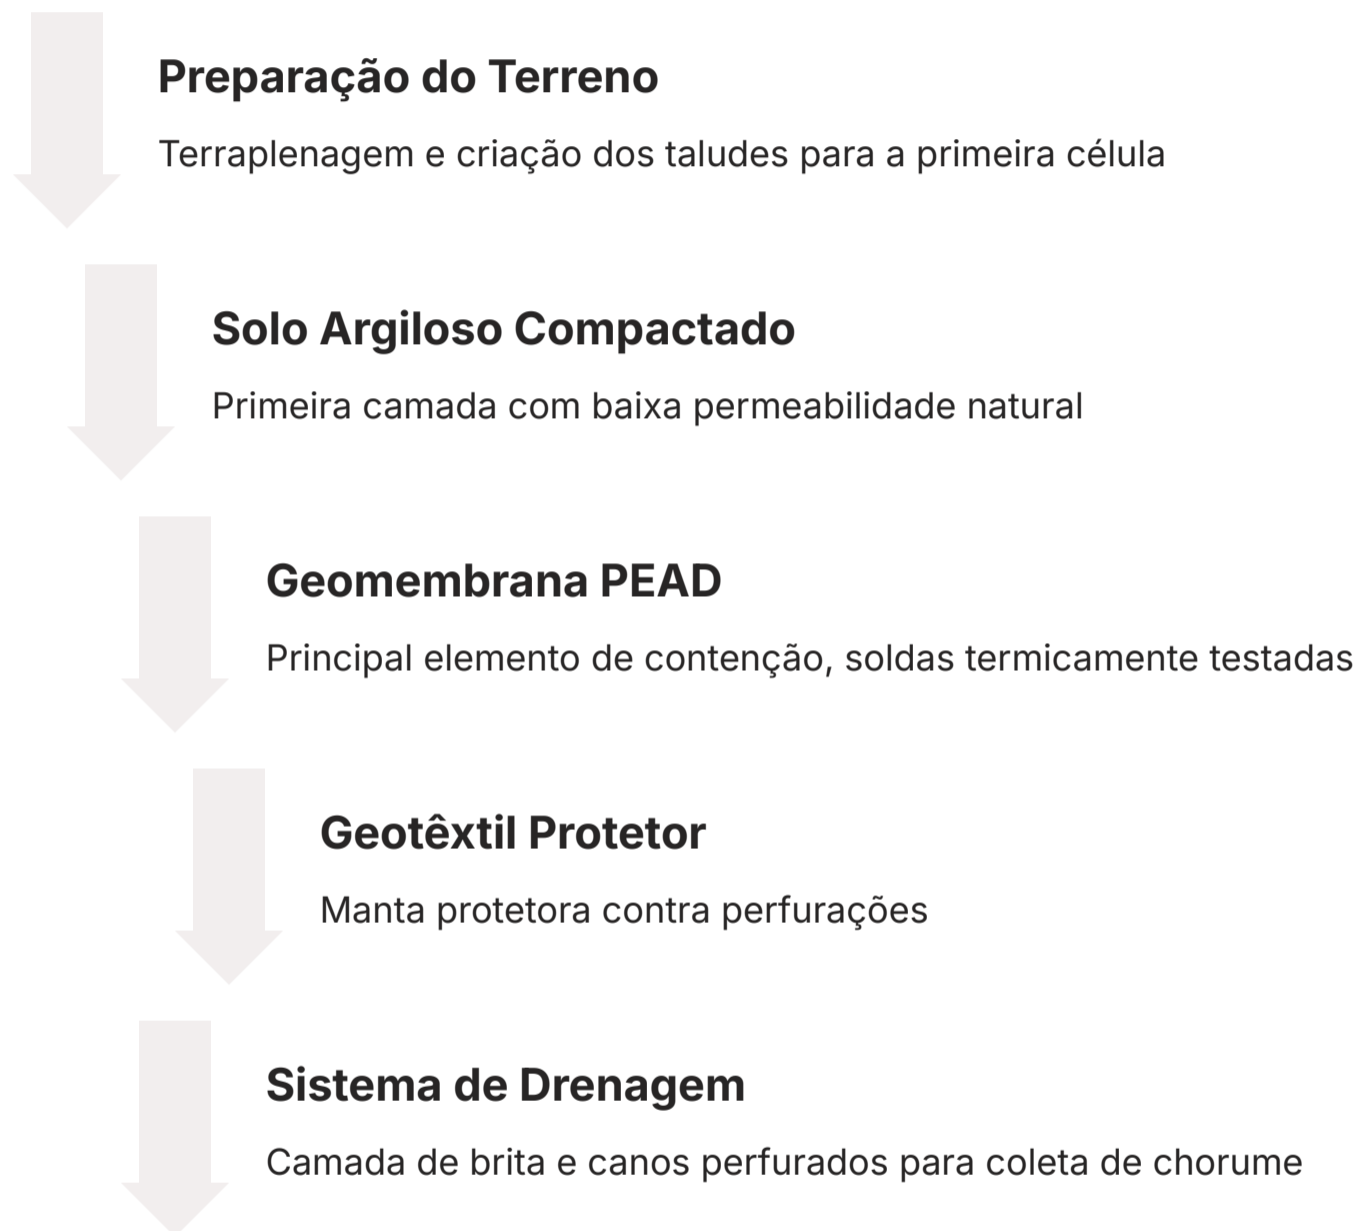 Preparação do Terreno
Terraplenagem e criação dos taludes para a primeira célula
Solo Argiloso Compactado
Primeira camada com baixa permeabilidade natural
Geomembrana PEAD
Principal elemento de contenção, soldas termicamente testadas
Geotêxtil Protetor
Manta protetora contra perfurações
Sistema de Drenagem
Camada de brita e canos perfurados para coleta de chorume